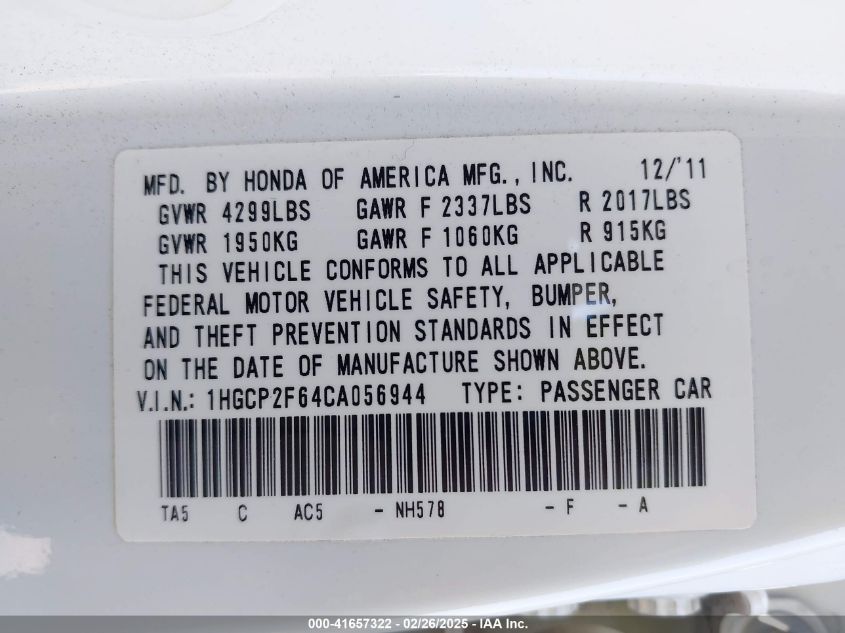 MFD. BY HONDA OF AMERICA MFG., INC. 12/'11
GVWR 4299LBS GAWR F 2337LBS R 2017LBS
GVWR 1950KG GAWR F 1060KG R 915KG
THIS VEHICLE CONFORMS TO ALL APPLICABLE
FEDERAL MOTOR VEHICLE SAFETY, BUMPER,
AND THEFT PREVENTION STANDARDS IN EFFECT
ON THE DATE OF MANUFACTURE SHOWN ABOVE.
V.I.N.: 1HGCP2F64CA056944 TYPE: PASSENGER CAR
TA5 C AC5 - NH578 - F - A
000-41657322 - 02/26/2025 - IAA Inc.